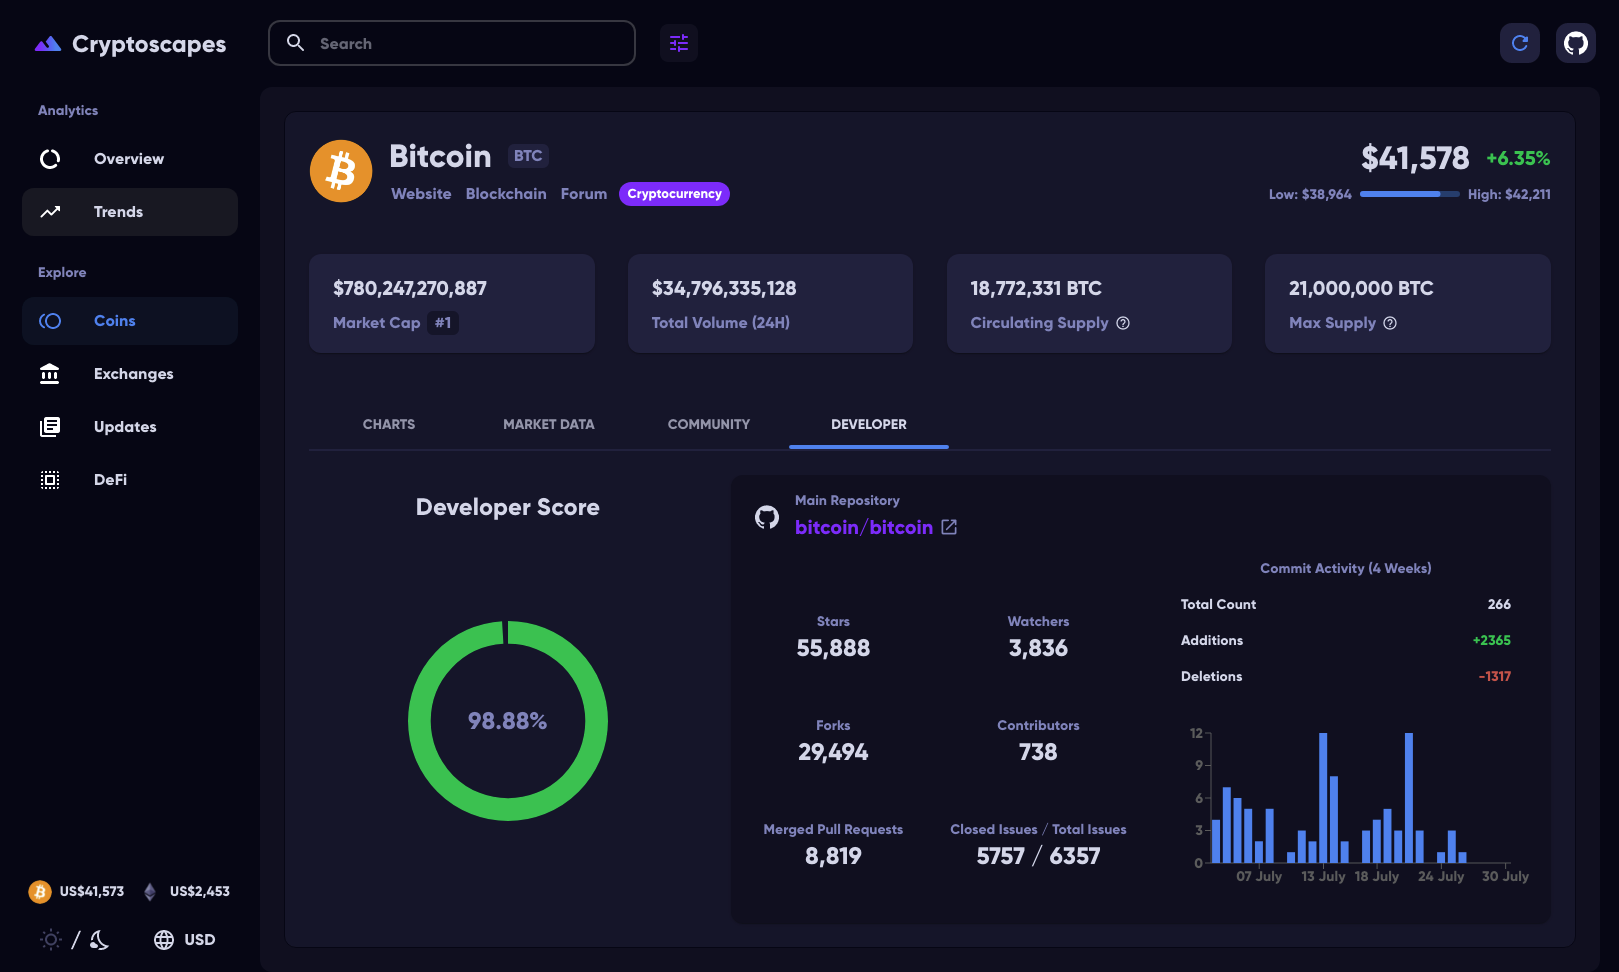 Cryptoscapes
Search
Analytics
Overview
Trends
Explore
Coins
Exchanges
Updates
DeFi
US$41,573 US$2,453
/ USD
Bitcoin BTC
Website Blockchain Forum Cryptocurrency
$41,578 +6.35%
Low: $38,964 High: $42,211
$780,247,270,887
Market Cap #1
$34,796,335,128
Total Volume (24H)
18,772,331 BTC
Circulating Supply
21,000,000 BTC
Max Supply
CHARTS MARKET DATA COMMUNITY DEVELOPER
Developer Score
98.88%
Main Repository
bitcoin/bitcoin
Stars
55,888
Watchers
3,836
Forks
29,494
Contributors
738
Merged Pull Requests
8,819
Closed Issues / Total Issues
5757 / 6357
Commit Activity (4 Weeks)
Total Count 266
Additions +2365
Deletions -1317
12
9
6
3
0
07 July 13 July 18 July 24 July 30 July